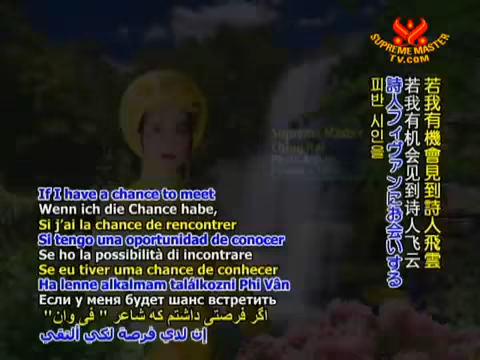 SUPREME MASTER
TV.COM
若我有機會見到詩人飛雲
若我有机会见到诗人飞云
詩人フィヴァンにお会いする
피반 시인을
Supreme Master
Ching Hai
If I have a chance to meet
Wenn ich die Chance habe,
Si j'ai la chance de rencontrer
Si tengo una oportunidad de conocer
Se ho la possibilità di incontrare
Se eu tiver uma chance de conhecer
Ha lenne alkalmam találkozni Phi Vân
Если у меня будет шанс встретить
اگر فرصتی داشتم که شاعر " فی وان"
إن لدي فرصة لكي ألتقي